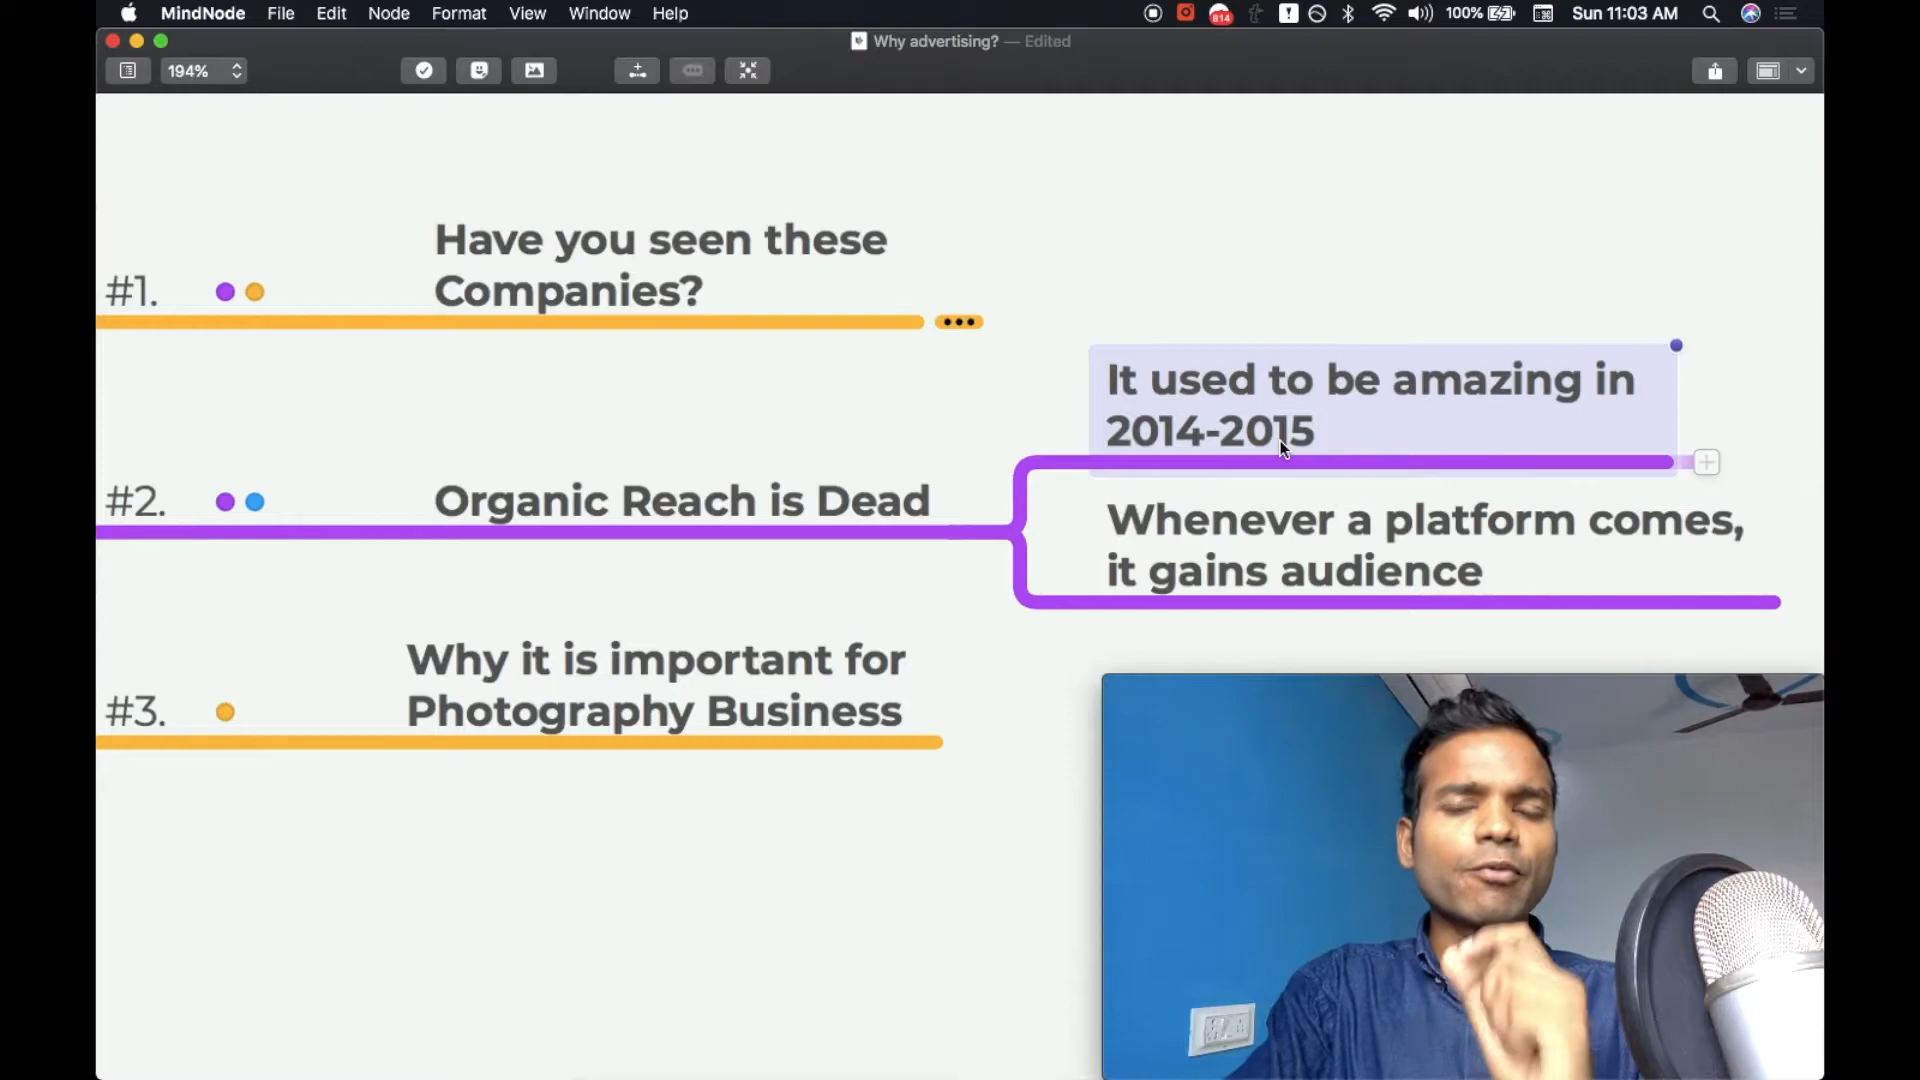 MindNode File Edit Node Format View Window Help
814
100%
Sun 11:03 AM
Why advertising? — Edited
194%
Have you seen these
#1. Companies?
It used to be amazing in
2014-2015
#2. Organic Reach is Dead
Whenever a platform comes,
it gains audience
Why it is important for
#3. Photography Business